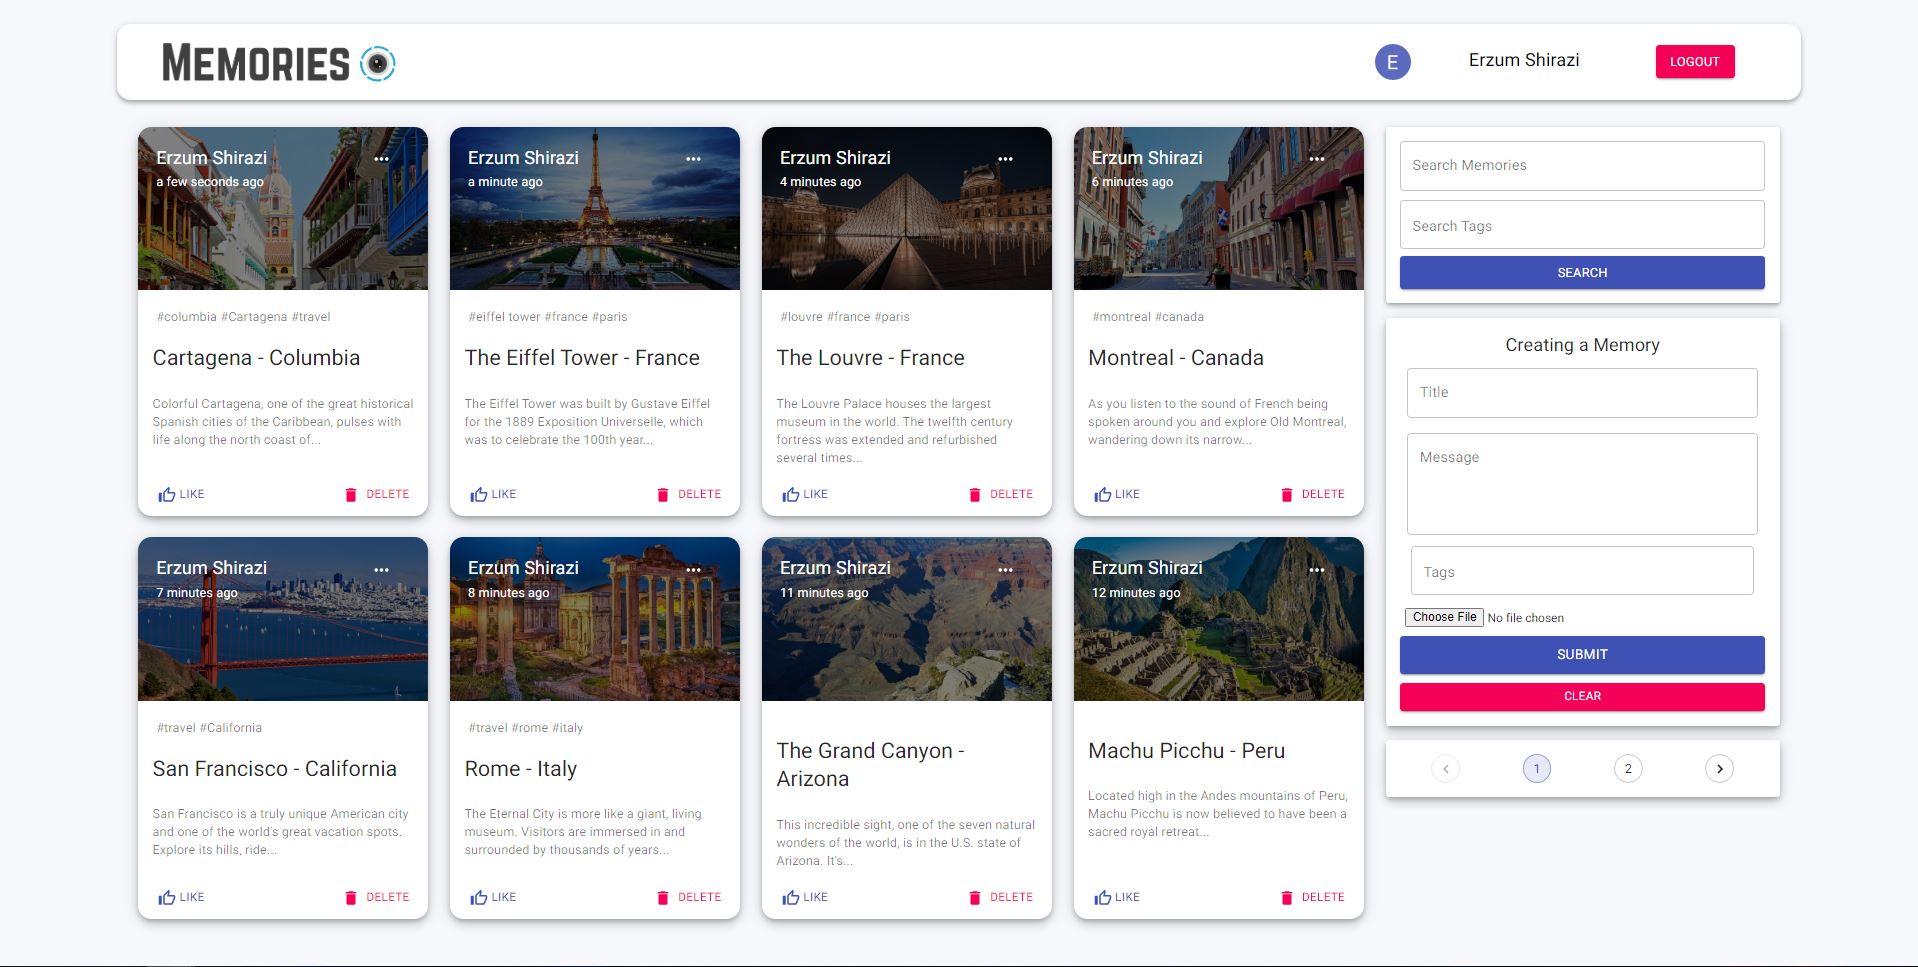 MEMORIES
E
Erzum Shirazi
LOGOUT
Erzum Shirazi
a few seconds ago
#columbia #Cartagena #travel
Cartagena - Columbia
Colorful Cartagena, one of the great historical
Spanish cities of the Caribbean, pulses with
life along the north coast of...
LIKE
DELETE
Erzum Shirazi
a minute ago
#eiffel tower #france #paris
The Eiffel Tower - France
The Eiffel Tower was built by Gustave Eiffel
for the 1889 Exposition Universelle, which
was to celebrate the 100th year...
LIKE
DELETE
Erzum Shirazi
4 minutes ago
#louvre #france #paris
The Louvre - France
The Louvre Palace houses the largest
museum in the world. The twelfth century
fortress was extended and refurbished
several times...
LIKE
DELETE
Erzum Shirazi
6 minutes ago
#montreal #canada
Montreal - Canada
As you listen to the sound of French being
spoken around you and explore Old Montreal,
wandering down its narrow...
LIKE
DELETE
Erzum Shirazi
7 minutes ago
#travel #California
San Francisco - California
San Francisco is a truly unique American city
and one of the world's great vacation spots.
Explore its hills, ride...
LIKE
DELETE
Erzum Shirazi
8 minutes ago
#travel #rome #italy
Rome - Italy
The Eternal City is more like a giant, living
museum. Visitors are immersed in and
surrounded by thousands of years...
LIKE
DELETE
Erzum Shirazi
11 minutes ago
The Grand Canyon -
Arizona
This incredible sight, one of the seven natural
wonders of the world, is in the U.S. state of
Arizona. It's...
LIKE
DELETE
Erzum Shirazi
12 minutes ago
Machu Picchu - Peru
Located high in the Andes mountains of Peru,
Machu Picchu is now believed to have been a
sacred royal retreat...
LIKE
DELETE
Search Memories
Search Tags
SEARCH
Creating a Memory
Title
Message
Tags
Choose File No file chosen
SUBMIT
CLEAR
1 2